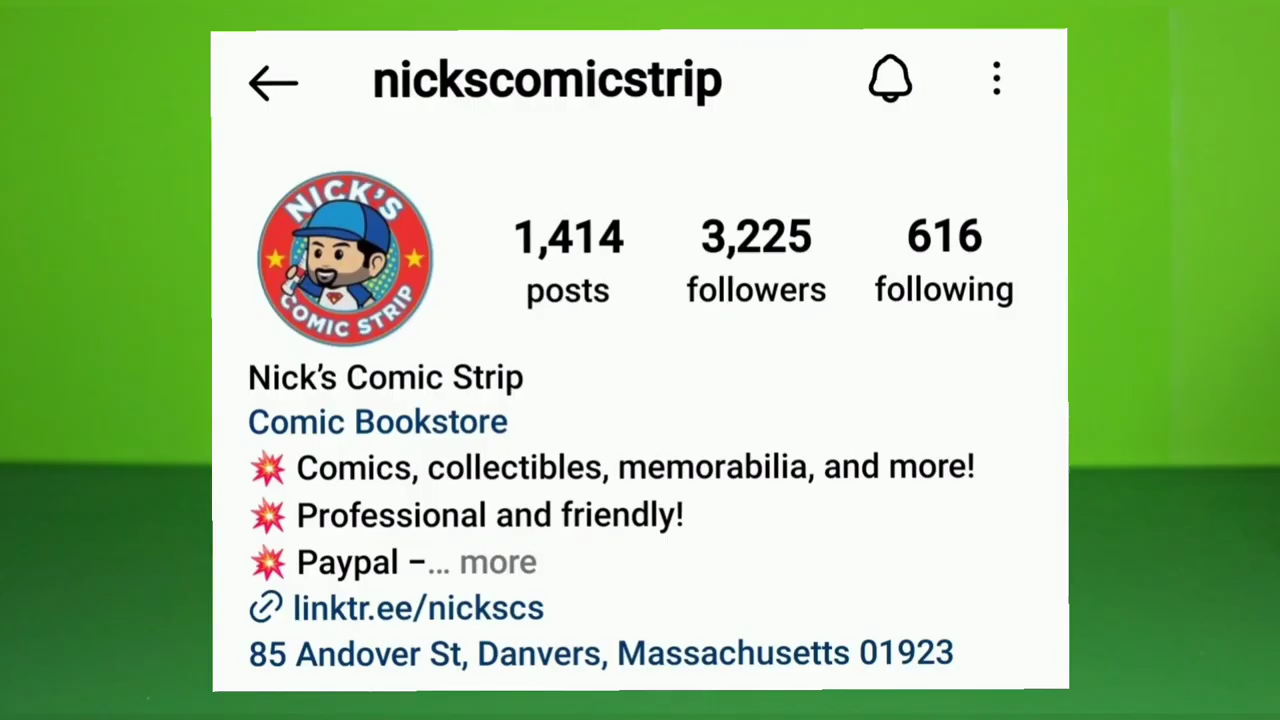 nickscomicstrip
NICK'S
COMIC STRIP
1,414 3,225 616
posts followers following
Nick's Comic Strip
Comic Bookstore
💥 Comics, collectibles, memorabilia, and more!
💥 Professional and friendly!
💥 Paypal –... more
linktr.ee/nickscs
85 Andover St, Danvers, Massachusetts 01923